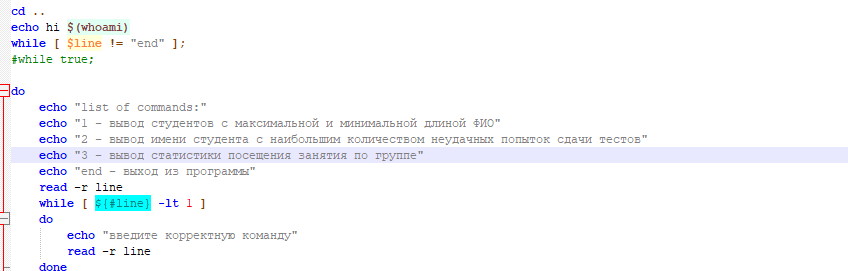 cd ..
echo hi $(whoami)
while [ $line != "end" ];
#while true;
do
echo "list of commands:"
echo "1 - вывод студентов с максимальной и минимальной длиной ФИО"
echo "2 - вывод имени студента с наибольшим количеством неудачных попыток сдачи тестов"
echo "3 - вывод статистики посещения занятия по группе"
echo "end - выход из программы"
read -r line
while [ ${#line} -lt 1 ]
do
echo "введите корректную команду"
read -r line
done